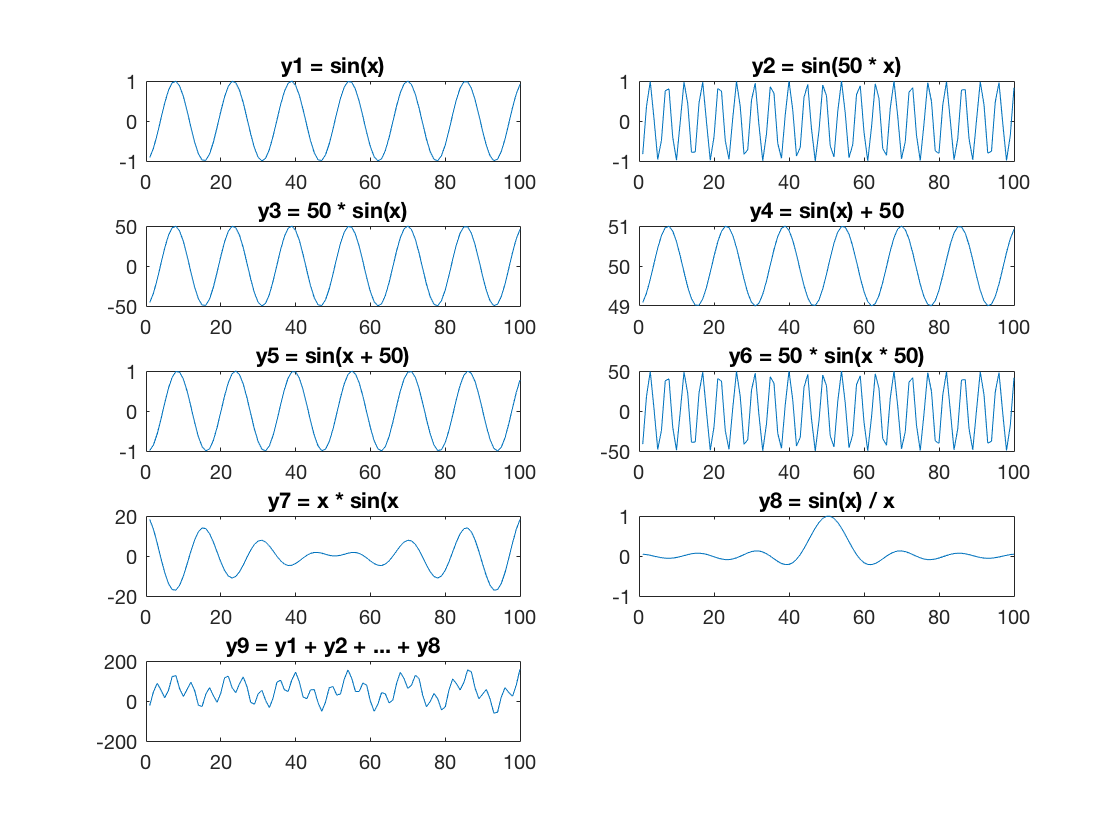 y1 = sin(x)
1
0
-1
0 20 40 60 80 100
y2 = sin(50 * x)
1
0
-1
0 20 40 60 80 100
y3 = 50 * sin(x)
50
0
-50
0 20 40 60 80 100
y4 = sin(x) + 50
51
50
49
0 20 40 60 80 100
y5 = sin(x + 50)
1
0
-1
0 20 40 60 80 100
y6 = 50 * sin(x * 50)
50
0
-50
0 20 40 60 80 100
y7 = x * sin(x
20
0
-20
0 20 40 60 80 100
y8 = sin(x) / x
1
0
-1
0 20 40 60 80 100
y9 = y1 + y2 + ... + y8
200
0
-200
0 20 40 60 80 100